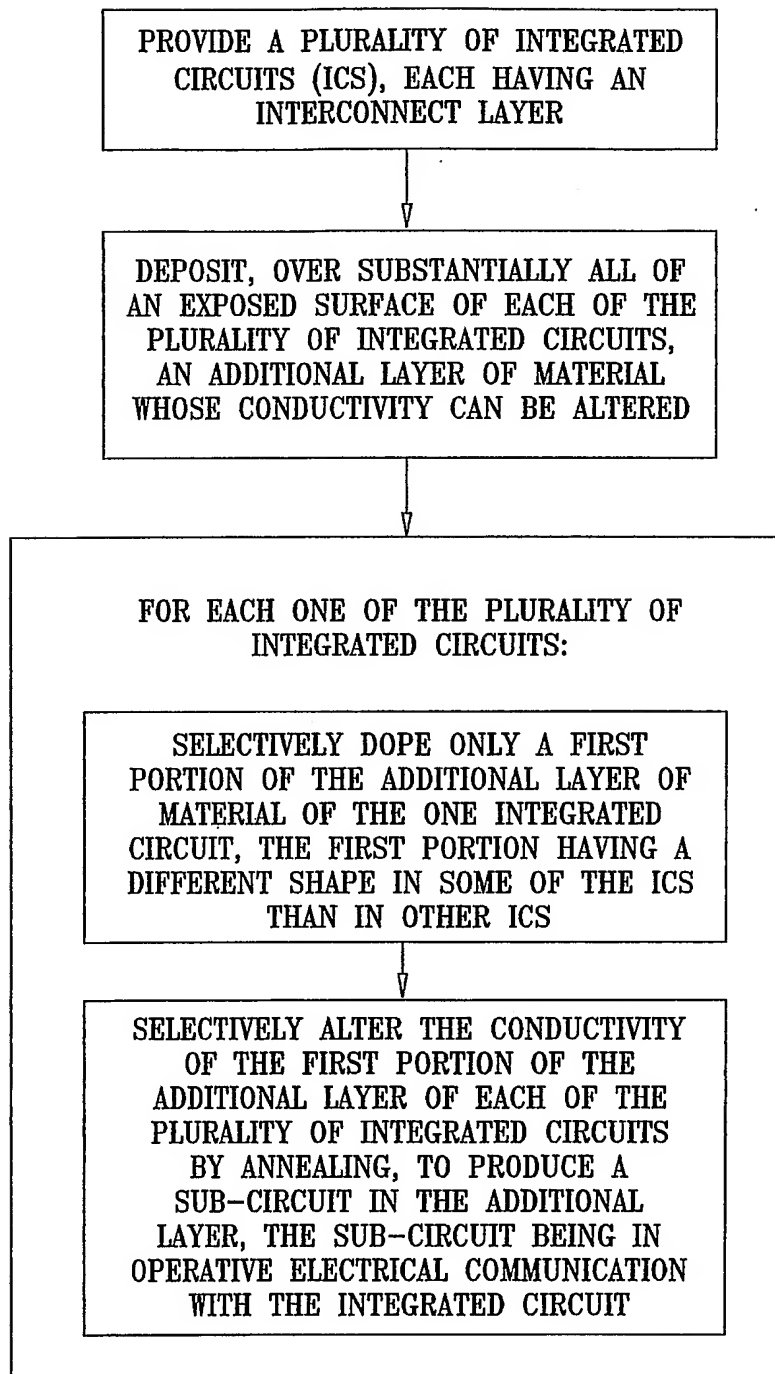 PROVIDE A PLURALITY OF INTEGRATED
CIRCUITS (ICS), EACH HAVING AN
INTERCONNECT LAYER
DEPOSIT, OVER SUBSTANTIALLY ALL OF
AN EXPOSED SURFACE OF EACH OF THE
PLURALITY OF INTEGRATED CIRCUITS,
AN ADDITIONAL LAYER OF MATERIAL
WHOSE CONDUCTIVITY CAN BE ALTERED
FOR EACH ONE OF THE PLURALITY OF
INTEGRATED CIRCUITS:
SELECTIVELY DOPE ONLY A FIRST
PORTION OF THE ADDITIONAL LAYER OF
MATERIAL OF THE ONE INTEGRATED
CIRCUIT, THE FIRST PORTION HAVING A
DIFFERENT SHAPE IN SOME OF THE ICS
THAN IN OTHER ICS
SELECTIVELY ALTER THE CONDUCTIVITY
OF THE FIRST PORTION OF THE
ADDITIONAL LAYER OF EACH OF THE
PLURALITY OF INTEGRATED CIRCUITS
BY ANNEALING, TO PRODUCE A
SUB-CIRCUIT IN THE ADDITIONAL
LAYER, THE SUB-CIRCUIT BEING IN
OPERATIVE ELECTRICAL COMMUNICATION
WITH THE INTEGRATED CIRCUIT